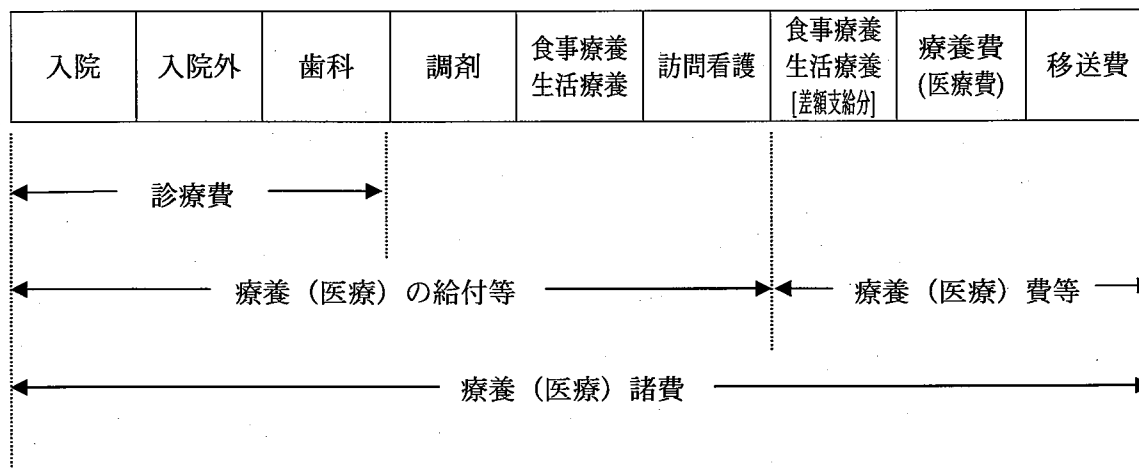 入院
入院外
歯科
調剤
食事療養
生活療養
訪問看護
食事療養
生活療養
[差額支給分]
療養費
(医療費)
移送費
診療費
療養（医療）の給付等
療養（医療）費等
療養（医療）諸費